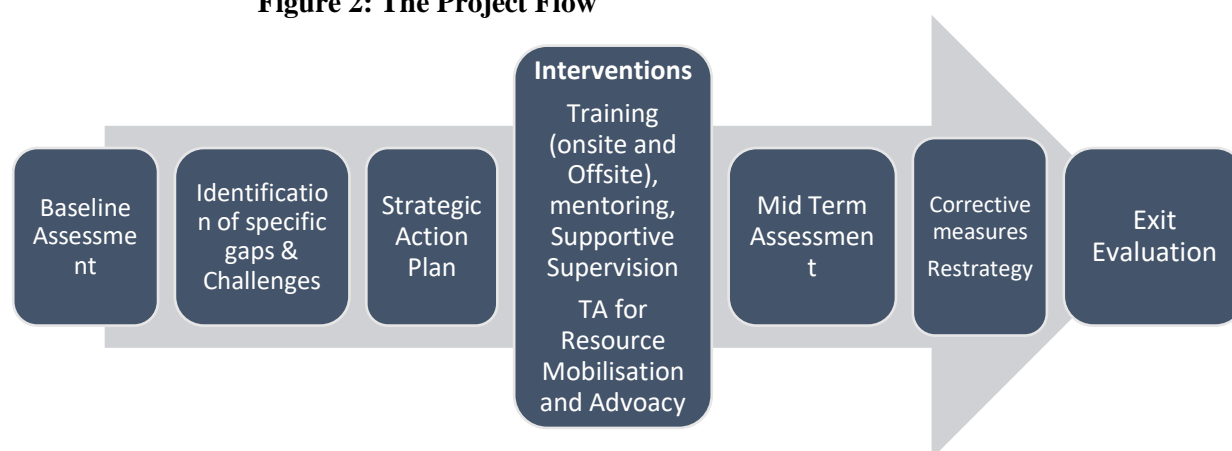 Figure 2: The Project Flow
Baseline
Assessme
nt
Identificatio
n of specific
gaps &
Challenges
Strategic
Action
Plan
Interventions
Training
(onsite and
Offsite),
mentoring,
Supportive
Supervision
TA for
Resource
Mobilisation
and Advoacy
Mid Term
Assessmen
t
Corrective
measures
Restrategy
Exit
Evaluation